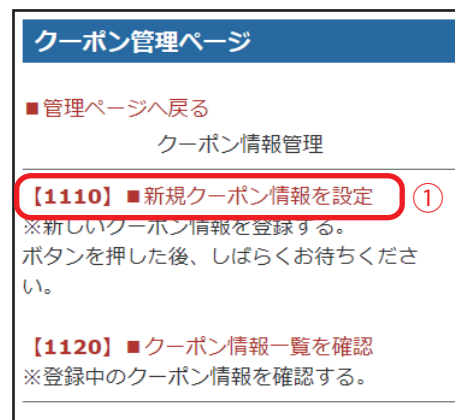 クーポン管理ページ
■管理ページへ戻る
クーポン情報管理
【1110】■新規クーポン情報を設定
①
※新しいクーポン情報を登録する。
ボタンを押した後、しばらくお待ちくださ
い。
【1120】■クーポン情報一覧を確認
※登録中のクーポン情報を確認する。